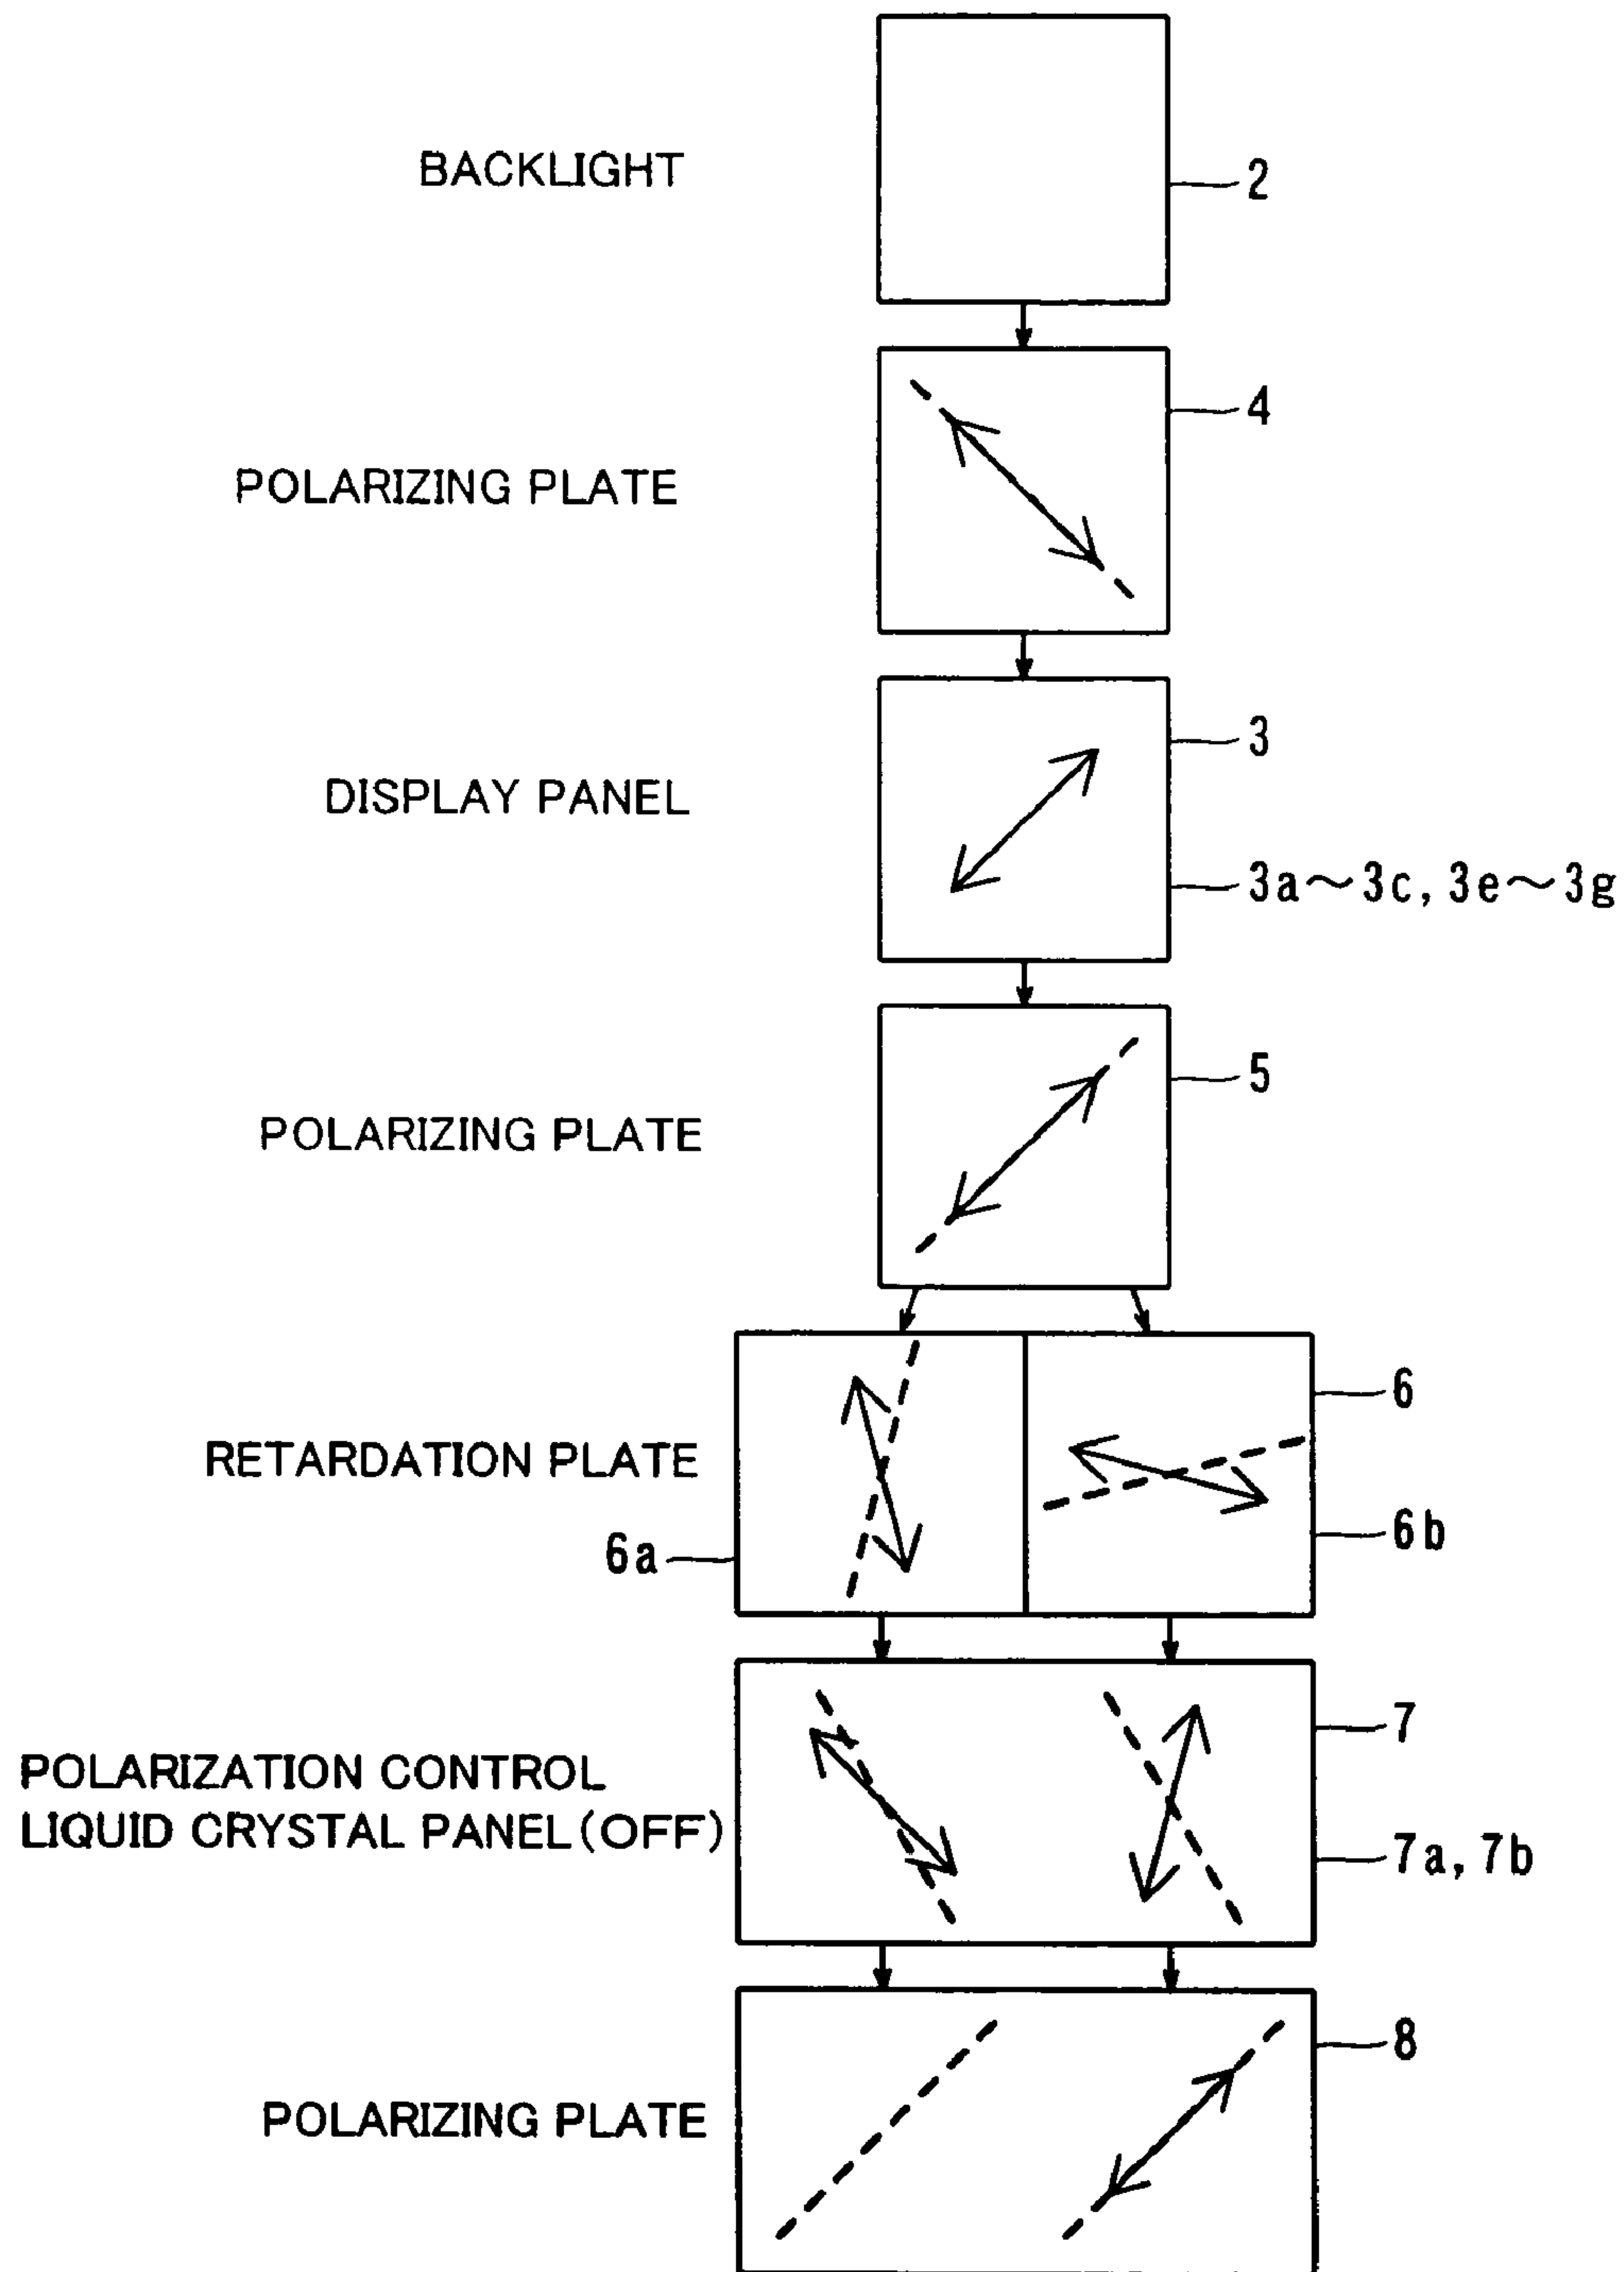 BACKLIGHT
2
4
POLARIZING PLATE
3
DISPLAY PANEL
3a～3c, 3e～3g
5
POLARIZING PLATE
6
RETARDATION PLATE
6a
6b
7
POLARIZATION CONTROL
LIQUID CRYSTAL PANEL(OFF)
7a, 7b
8
POLARIZING PLATE